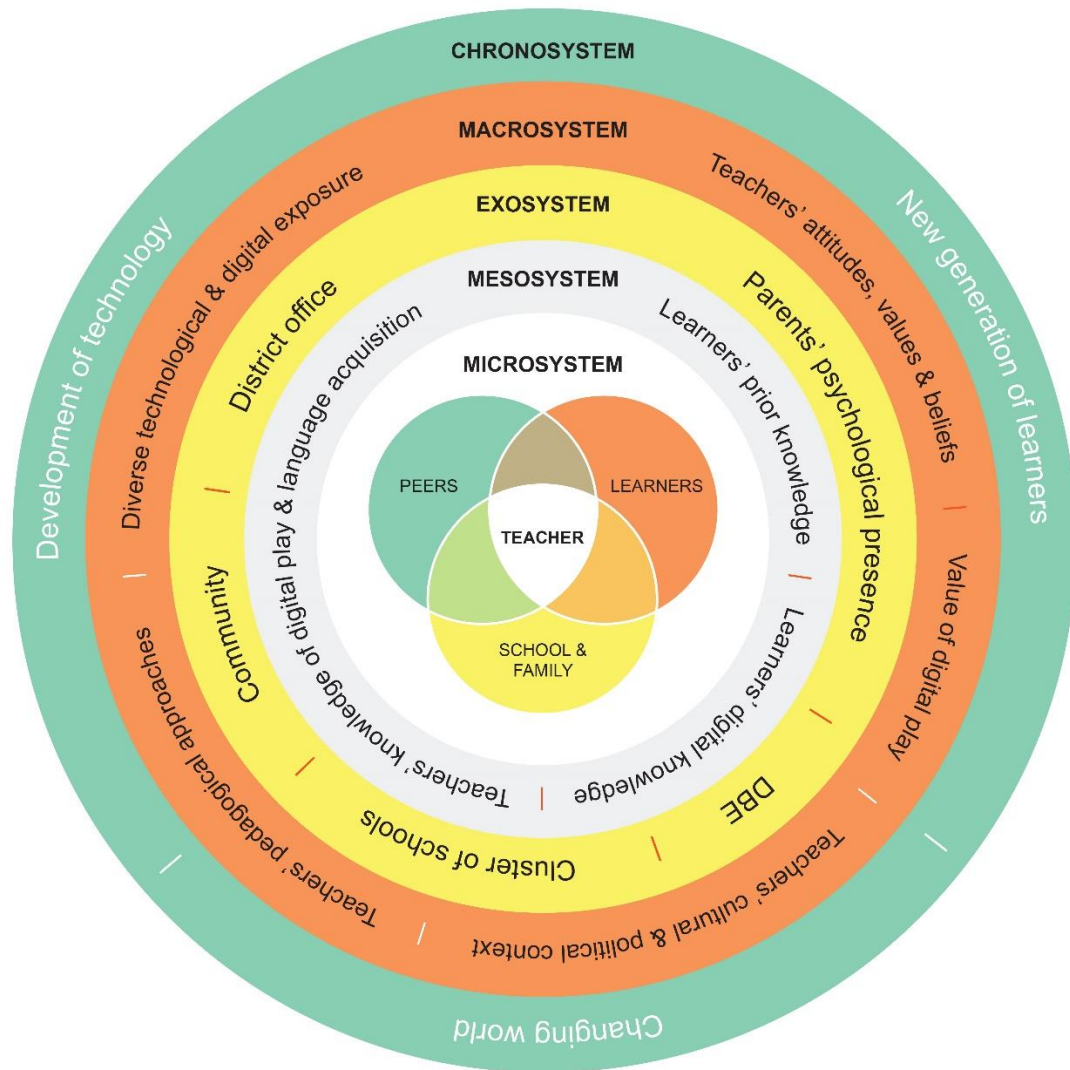 CHRONOSYSTEM
Development of technology
New generation of learners
Changing world
MACROSYSTEM
Diverse technological & digital exposure
Teachers’ attitudes, values & beliefs
Value of digital play
Teachers’ cultural & political context
Teachers’ pedagogical approaches
EXOSYSTEM
District office
Parents’ psychological presence
DBE
Cluster of schools
Community
MESOSYSTEM
Teachers’ knowledge of digital play & language acquisition
Learners’ prior knowledge
Learners’ digital knowledge
MICROSYSTEM
PEERS
LEARNERS
TEACHER
SCHOOL &
FAMILY